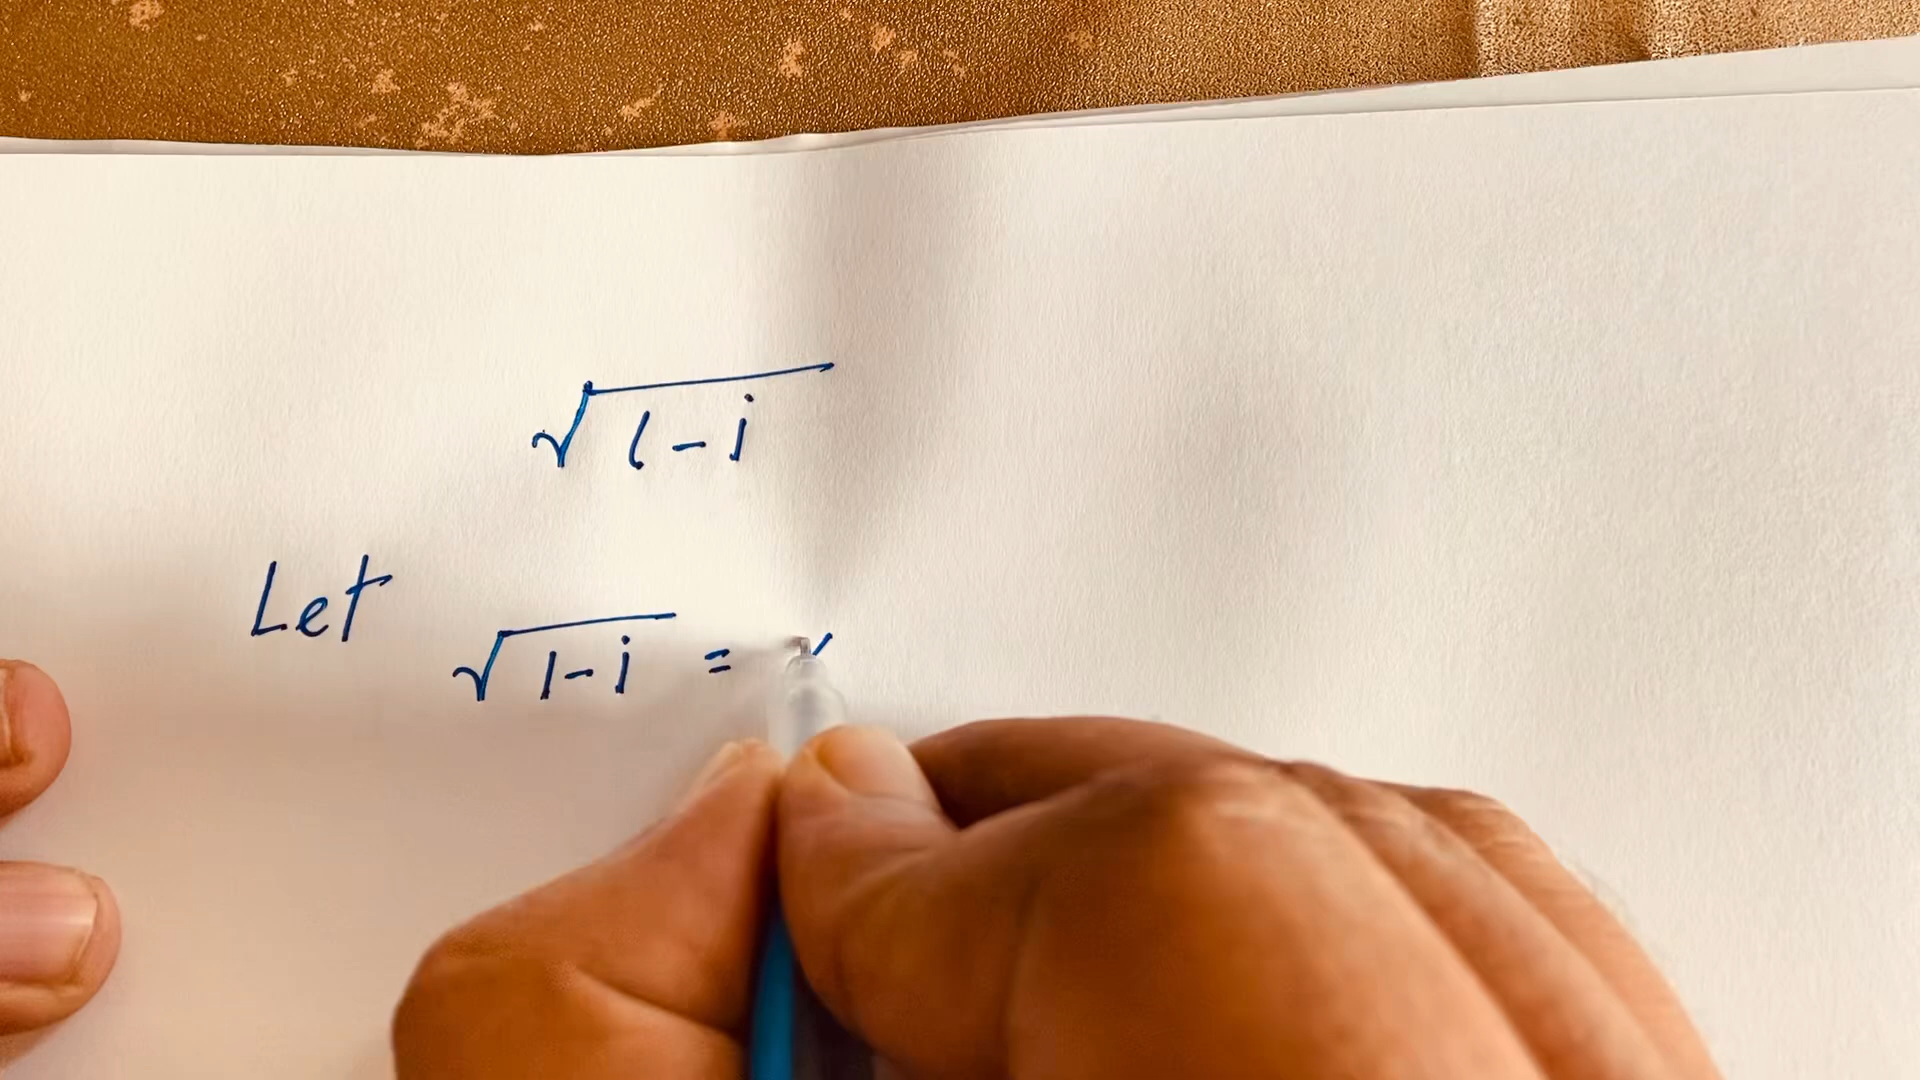 √(1-i)
Let √(1-i) =